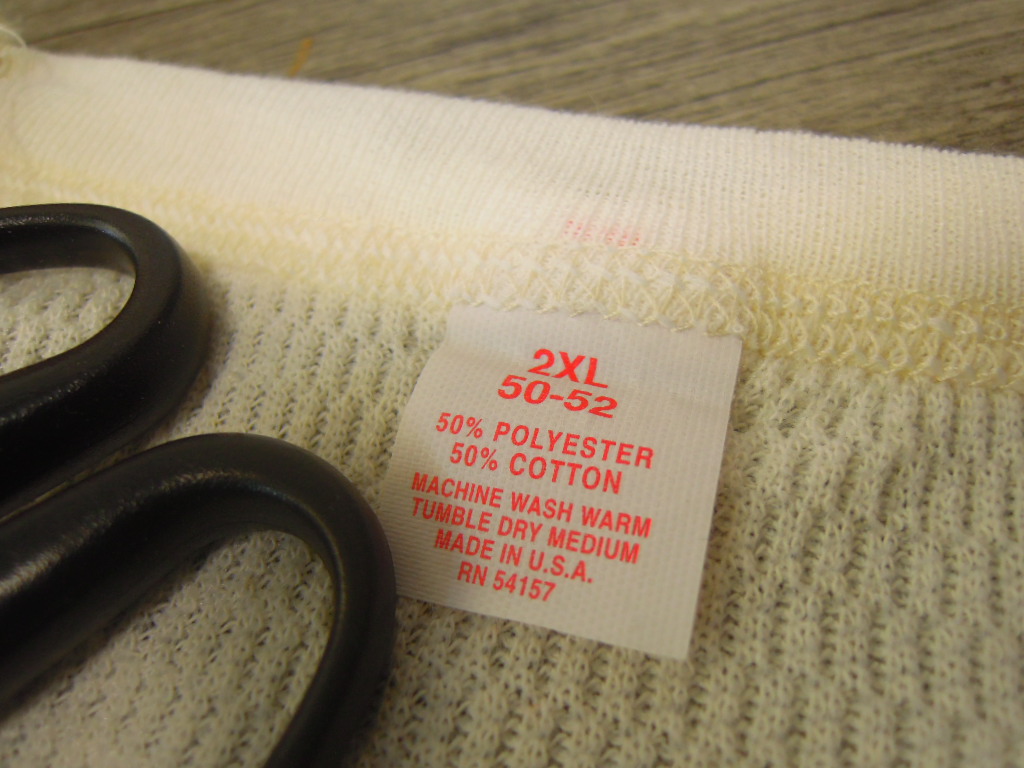 2XL
50-52
50% POLYESTER
50% COTTON
MACHINE WASH WARM
TUMBLE DRY MEDIUM
MADE IN U.S.A.
RN 54157